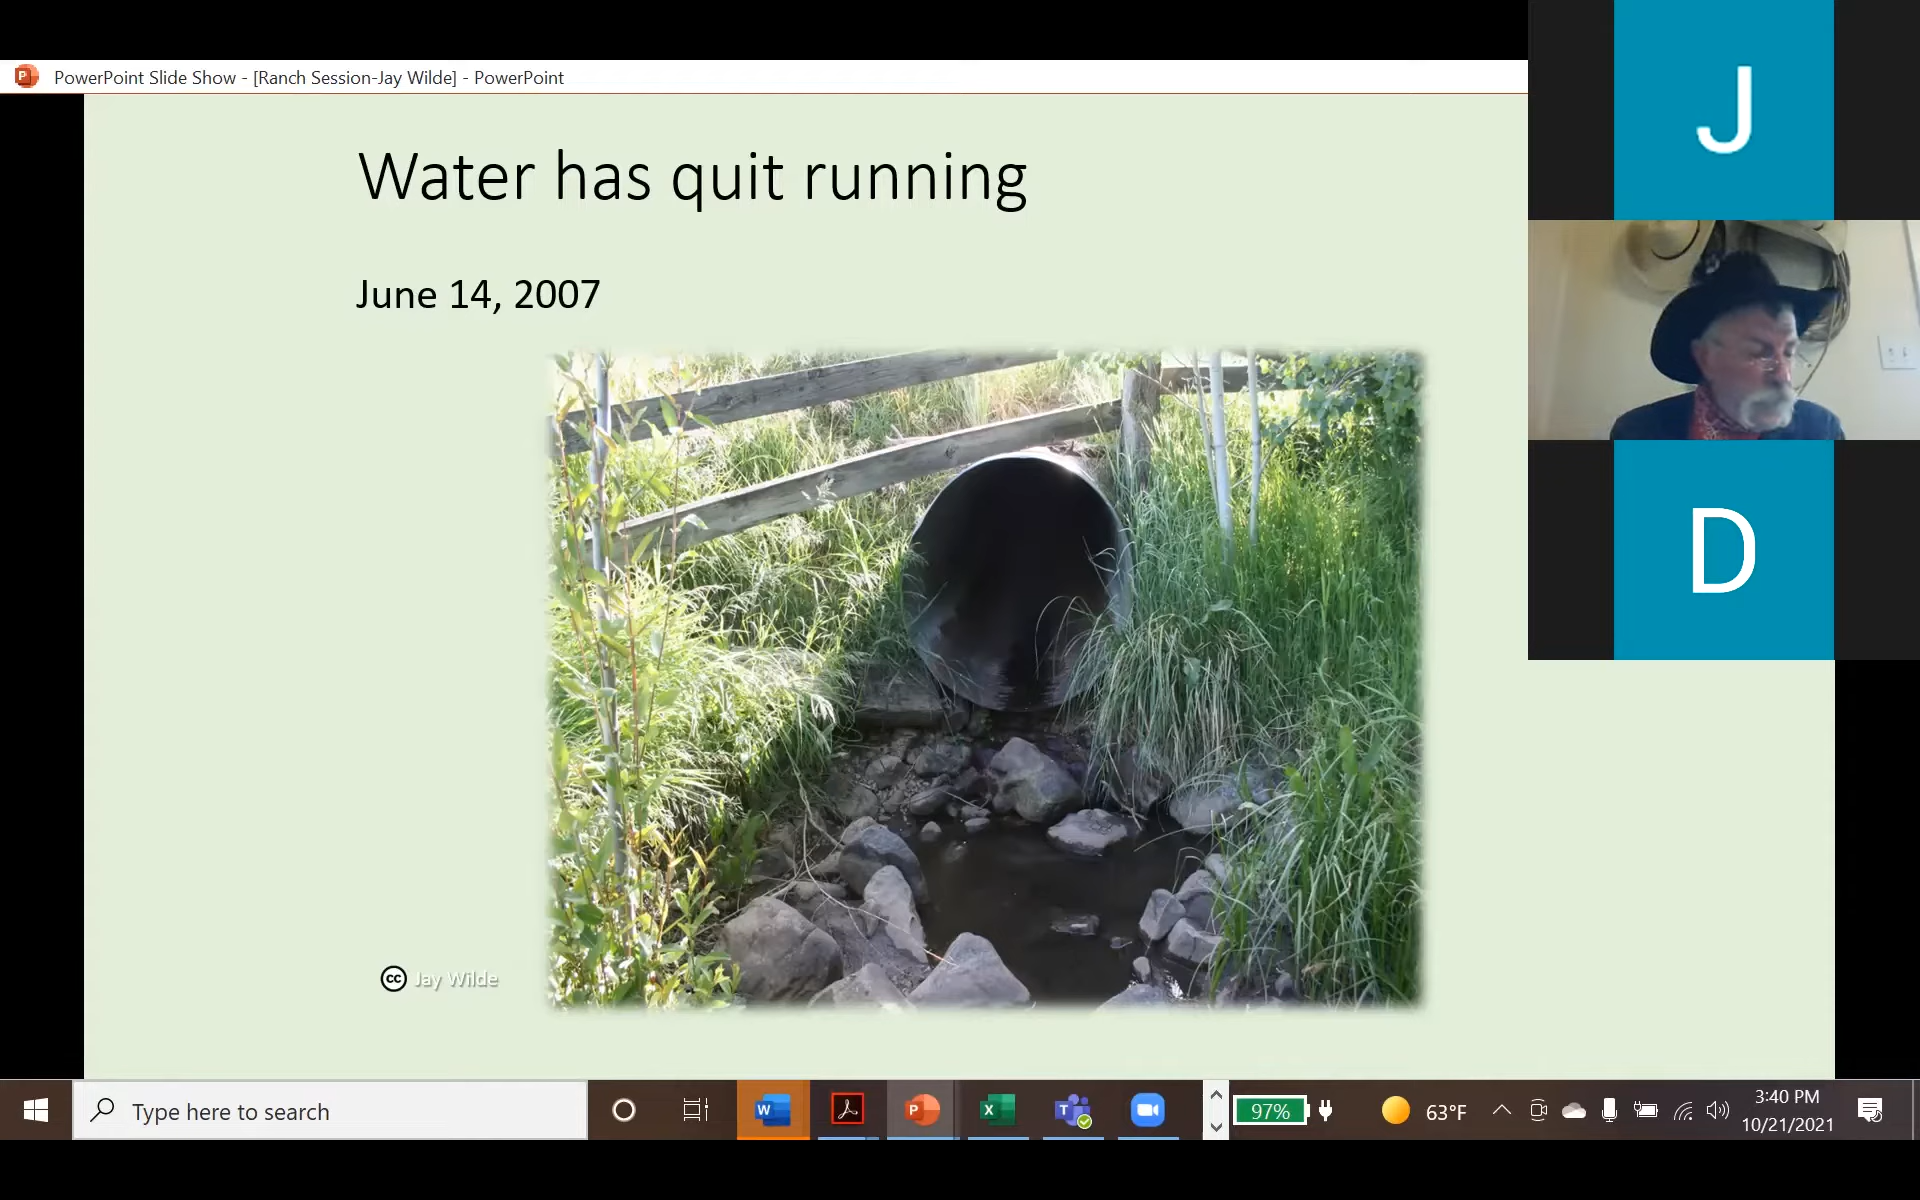 PowerPoint Slide Show - [Ranch Session-Jay Wilde] - PowerPoint
Water has quit running
June 14, 2007
cc Jay Wilde
J
D
Type here to search
W
P
X
T
97%
63°F
3:40 PM
10/21/2021